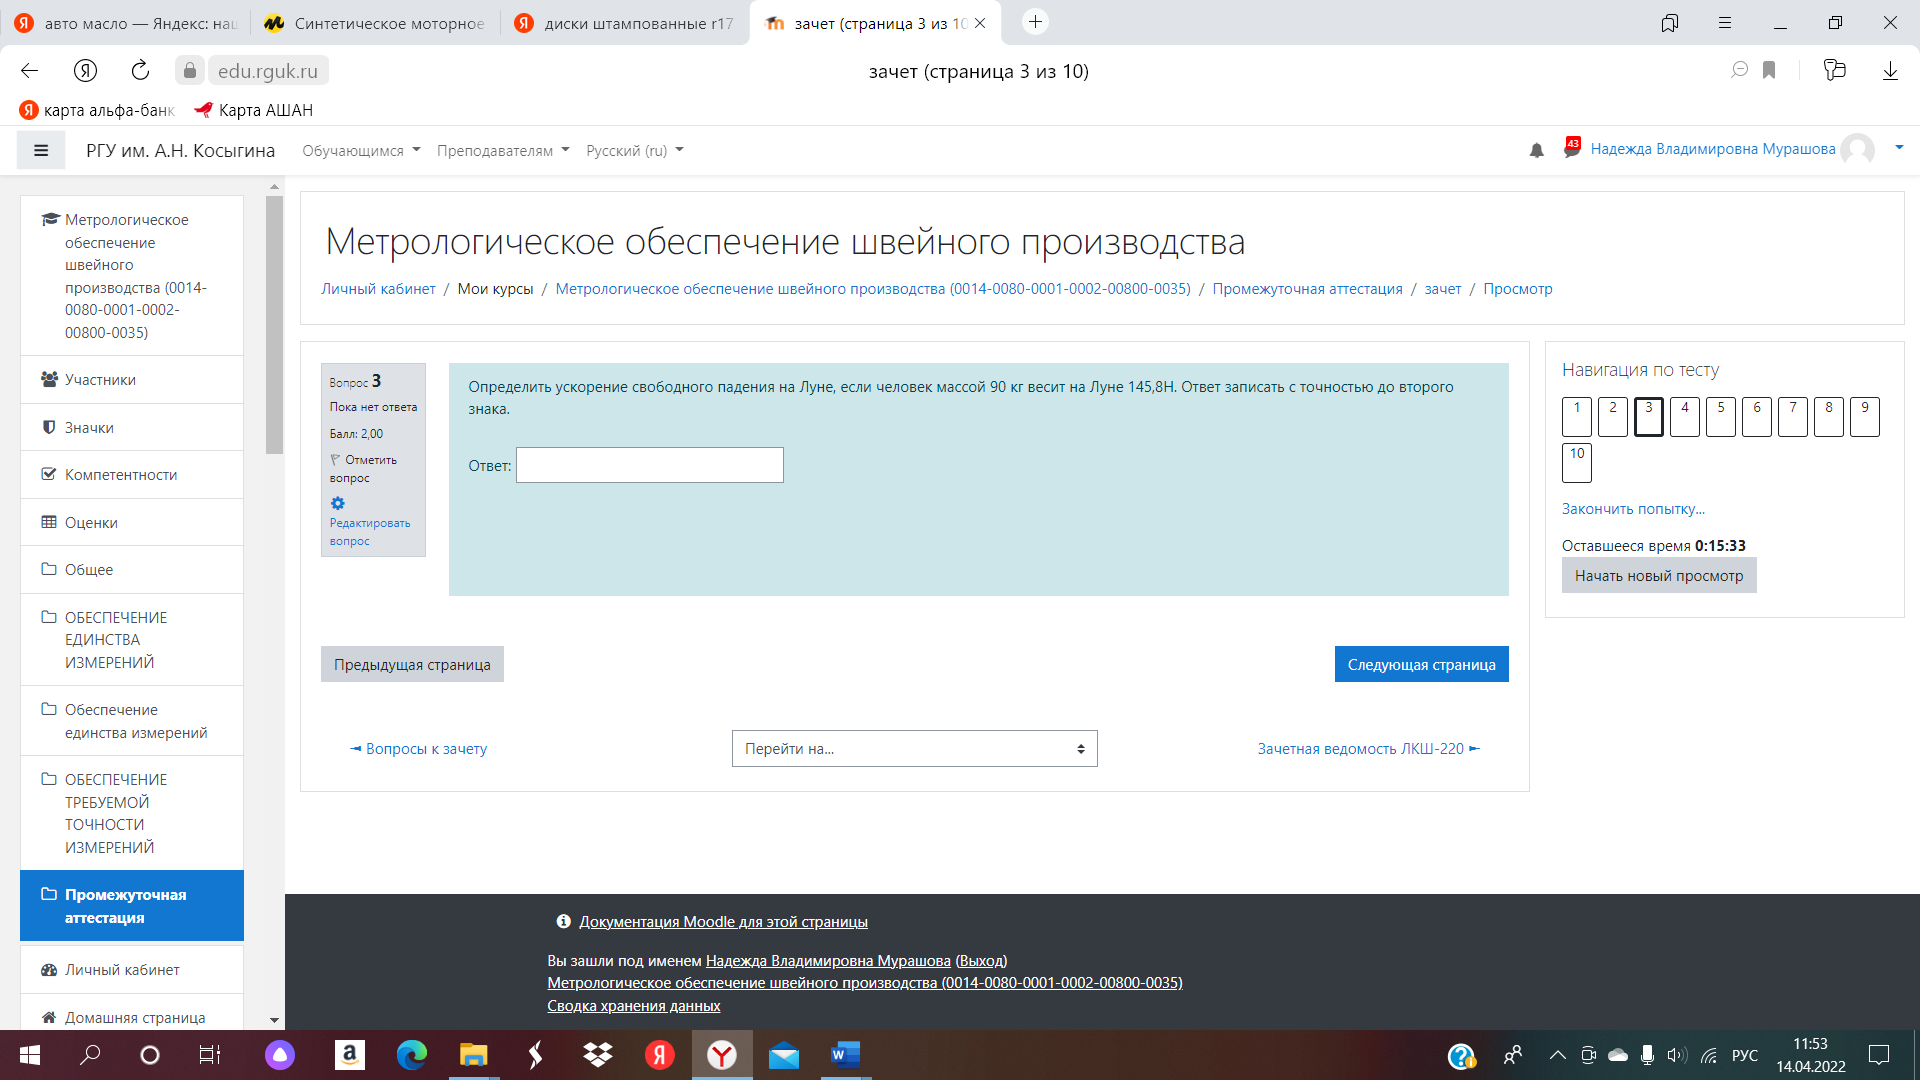 авто масло — Яндекс: наш
Синтетическое моторное
диски штампованные r17
зачет (страница 3 из 10
edu.rguk.ru
зачет (страница 3 из 10)
карта альфа-банк
Карта АШАН
РГУ им. А.Н. Косыгина
Обучающимся
Преподавателям
Русский (ru)
43
Надежда Владимировна Мурашова
Метрологическое
обеспечение
швейного
производства (0014-
0080-0001-0002-
00800-0035)
Участники
Значки
Компетентности
Оценки
Общее
ОБЕСПЕЧЕНИЕ
ЕДИНСТВА
ИЗМЕРЕНИЙ
Обеспечение
единства измерений
ОБЕСПЕЧЕНИЕ
ТРЕБУЕМОЙ
ТОЧНОСТИ
ИЗМЕРЕНИЙ
Промежуточная
аттестация
Личный кабинет
Домашняя страница
Метрологическое обеспечение швейного производства
Личный кабинет / Мои курсы / Метрологическое обеспечение швейного производства (0014-0080-0001-0002-00800-0035) / Промежуточная аттестация / зачет / Просмотр
Вопрос 3
Пока нет ответа
Балл: 2,00
Отметить
вопрос
Редактировать
вопрос
Определить ускорение свободного падения на Луне, если человек массой 90 кг весит на Луне 145,8Н. Ответ записать с точностью до второго
знака.
Ответ:
Предыдущая страница
Следующая страница
◄ Вопросы к зачету
Перейти на...
Зачетная ведомость ЛКШ-220 ►
Навигация по тесту
1 2 3 4 5 6 7 8 9
10
Закончить попытку...
Оставшееся время 0:15:33
Начать новый просмотр
Документация Moodle для этой страницы
Вы зашли под именем Надежда Владимировна Мурашова (Выход)
Метрологическое обеспечение швейного производства (0014-0080-0001-0002-00800-0035)
Сводка хранения данных
РУС
11:53
14.04.2022